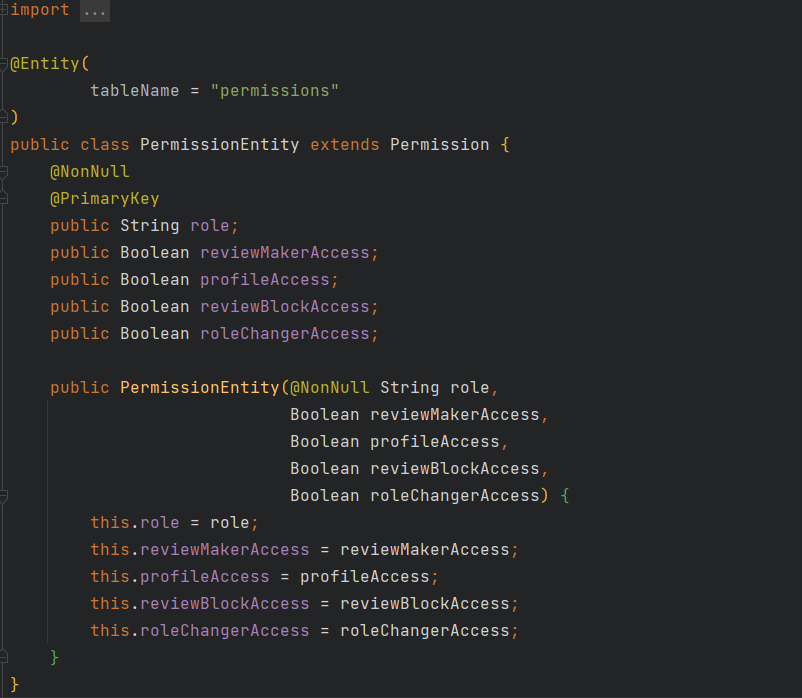 import ...
@Entity(
        tableName = "permissions"
)
public class PermissionEntity extends Permission {
    @NonNull
    @PrimaryKey
    public String role;
    public Boolean reviewMakerAccess;
    public Boolean profileAccess;
    public Boolean reviewBlockAccess;
    public Boolean roleChangerAccess;
    public PermissionEntity(@NonNull String role,
                            Boolean reviewMakerAccess,
                            Boolean profileAccess,
                            Boolean reviewBlockAccess,
                            Boolean roleChangerAccess) {
        this.role = role;
        this.reviewMakerAccess = reviewMakerAccess;
        this.profileAccess = profileAccess;
        this.reviewBlockAccess = reviewBlockAccess;
        this.roleChangerAccess = roleChangerAccess;
    }
}